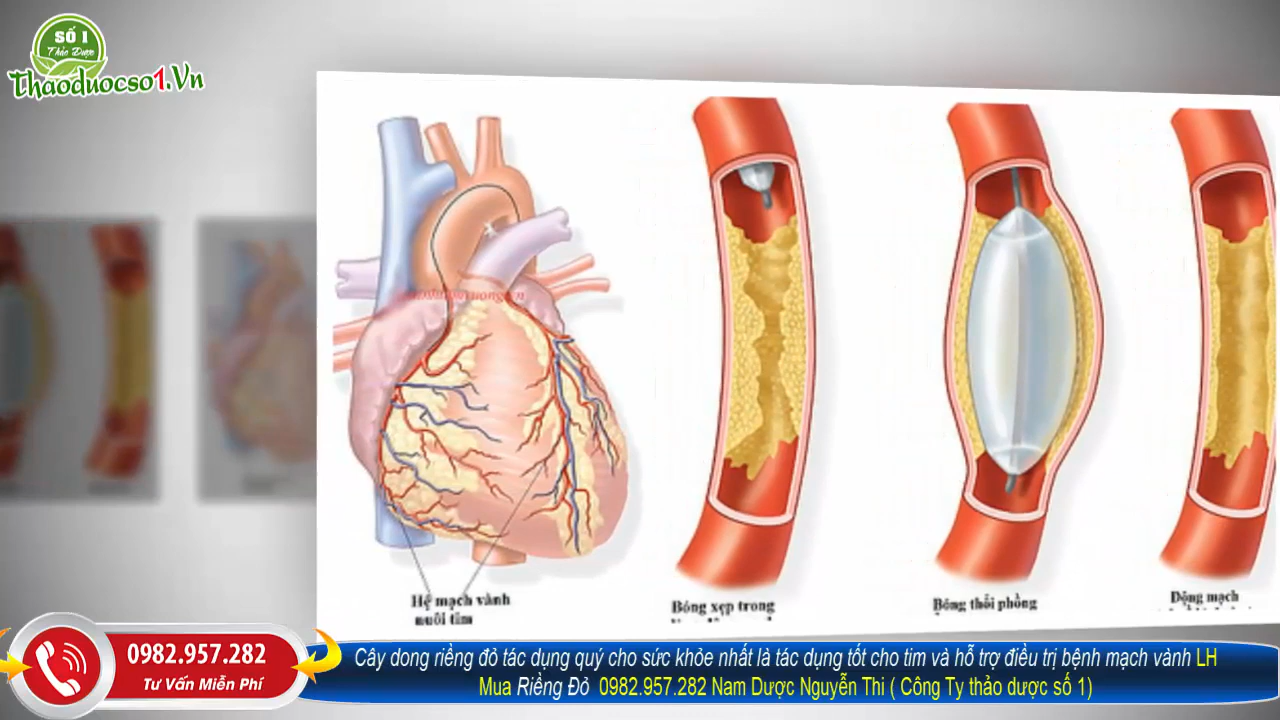 SỐ 1
Thảo Dược
Thaoduocso1.Vn
Hệ mạch vành
nuôi tim
Bóng xẹp trong
Bóng thổi phồng
Động mạch
0982.957.282
Tư Vấn Miễn Phí
Cây dong riềng đỏ tác dụng quý cho sức khỏe nhất là tác dụng tốt cho tim và hỗ trợ điều trị bệnh mạch vành LH
Mua Riềng Đỏ 0982.957.282 Nam Dược Nguyễn Thi ( Công Ty thảo dược số 1)